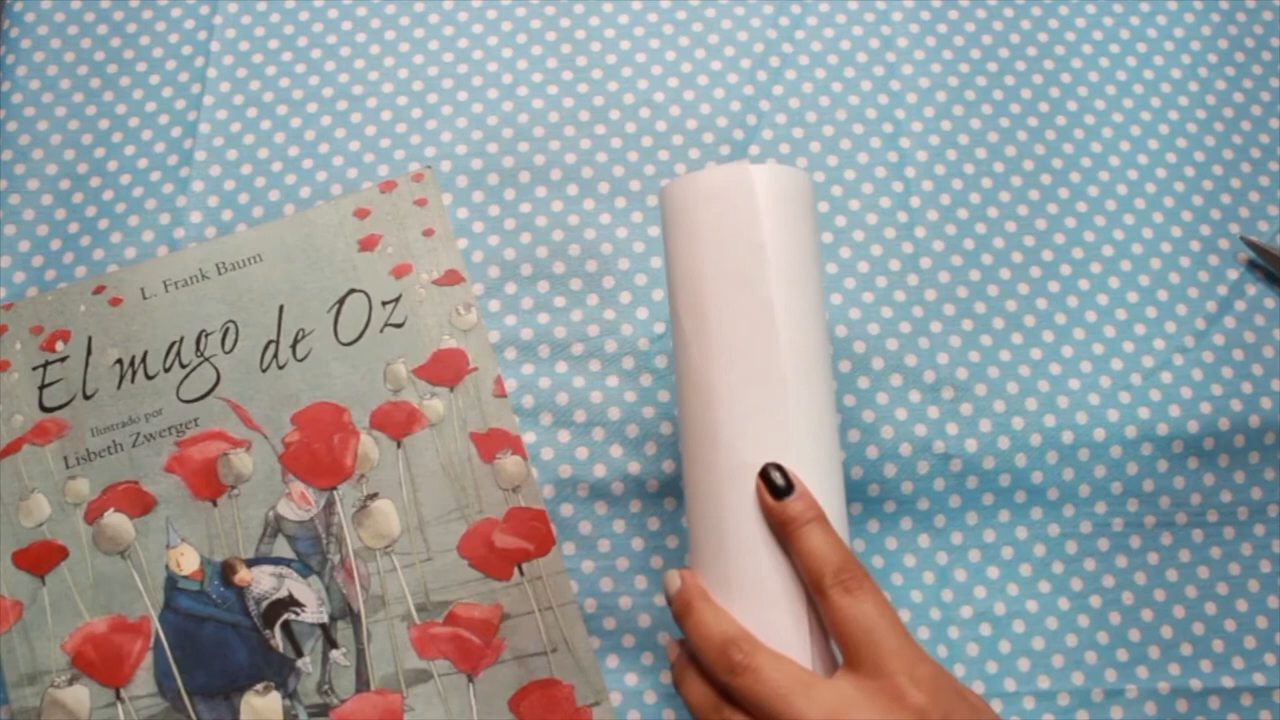 L. Frank Baum
El mago de Oz
Ilustrado por
Lisbeth Zwerger